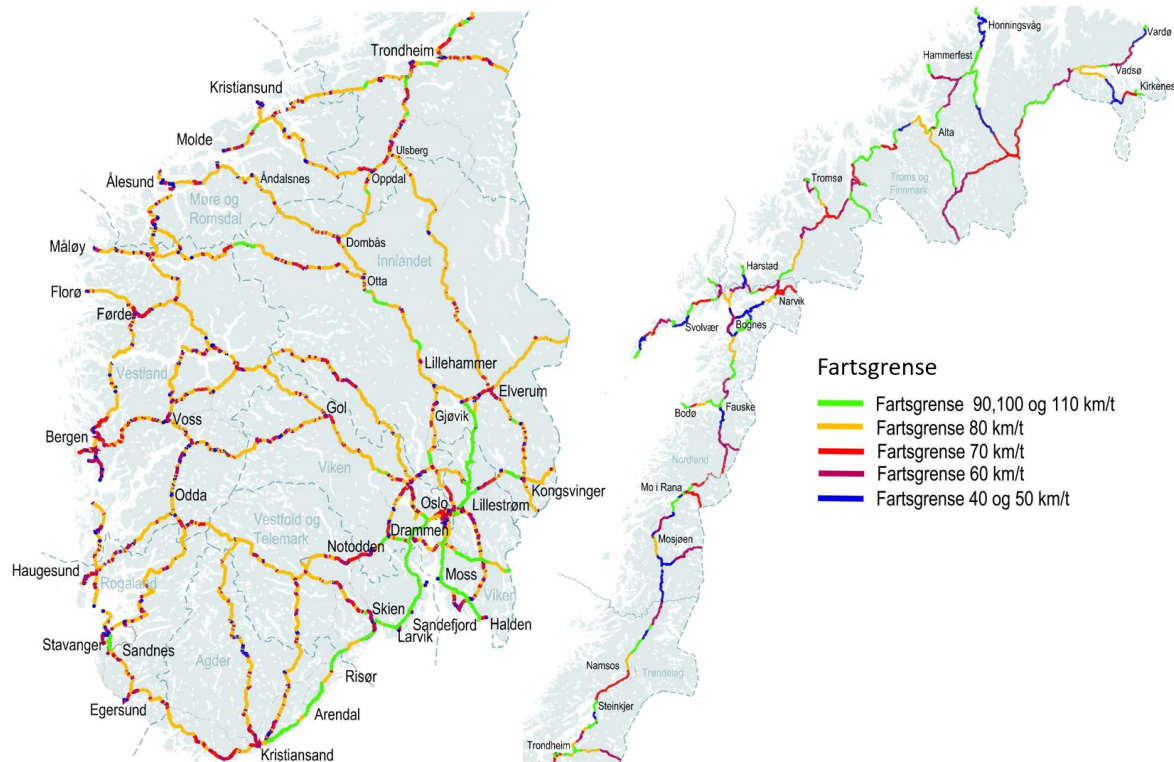 Trondheim
Kristiansund
Molde
Ulsberg
Ålesund
Åndalsnes
Oppdal
Møre og
Romsdal
Måløy
Dombås
Innlandet
Otta
Florø
Førde
Vestland
Lillehammer
Elverum
Gol
Gjøvik
Voss
Bergen
Viken
Odda
Oslo
Lillestrøm
Kongsvinger
Vestfold og
Telemark
Drammen
Notodden
Haugesund
Rogaland
Moss
Viken
Skien
Sandefjord
Halden
Larvik
Stavanger
Sandnes
Agder
Risør
Egersund
Arendal
Kristiansand
Honningsvåg
Vardø
Hammerfest
Vadsø
Kirkenes
Alta
Tromsø
Troms og
Finnmark
Harstad
Narvik
Svolvær
Bognes
Bodø
Fauske
Nordland
Mo i Rana
Mosjøen
Namsos
Trøndelag
Steinkjer
Trondheim
Fartsgrense
Fartsgrense 90,100 og 110 km/t
Fartsgrense 80 km/t
Fartsgrense 70 km/t
Fartsgrense 60 km/t
Fartsgrense 40 og 50 km/t